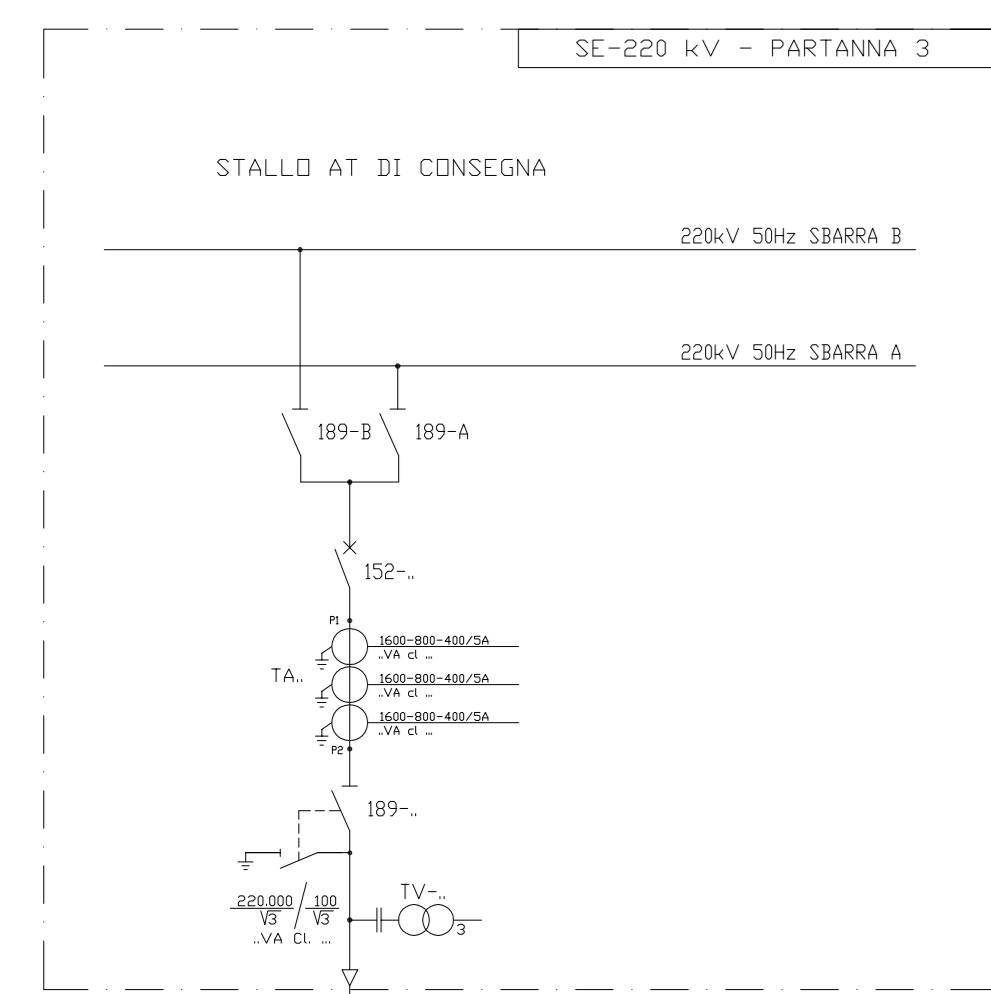 SE-220 kV - PARTANNA 3
STALLO AT DI CONSEGNA
220kV 50Hz SBARRA B
220kV 50Hz SBARRA A
189-B
189-A
152-..
P1
1600-800-400/5A
..VA cl ...
TA..
1600-800-400/5A
..VA cl ...
1600-800-400/5A
..VA cl ...
P2
189-..
TV-..
220.000/√3 / 100/√3
3
..VA Cl. ...